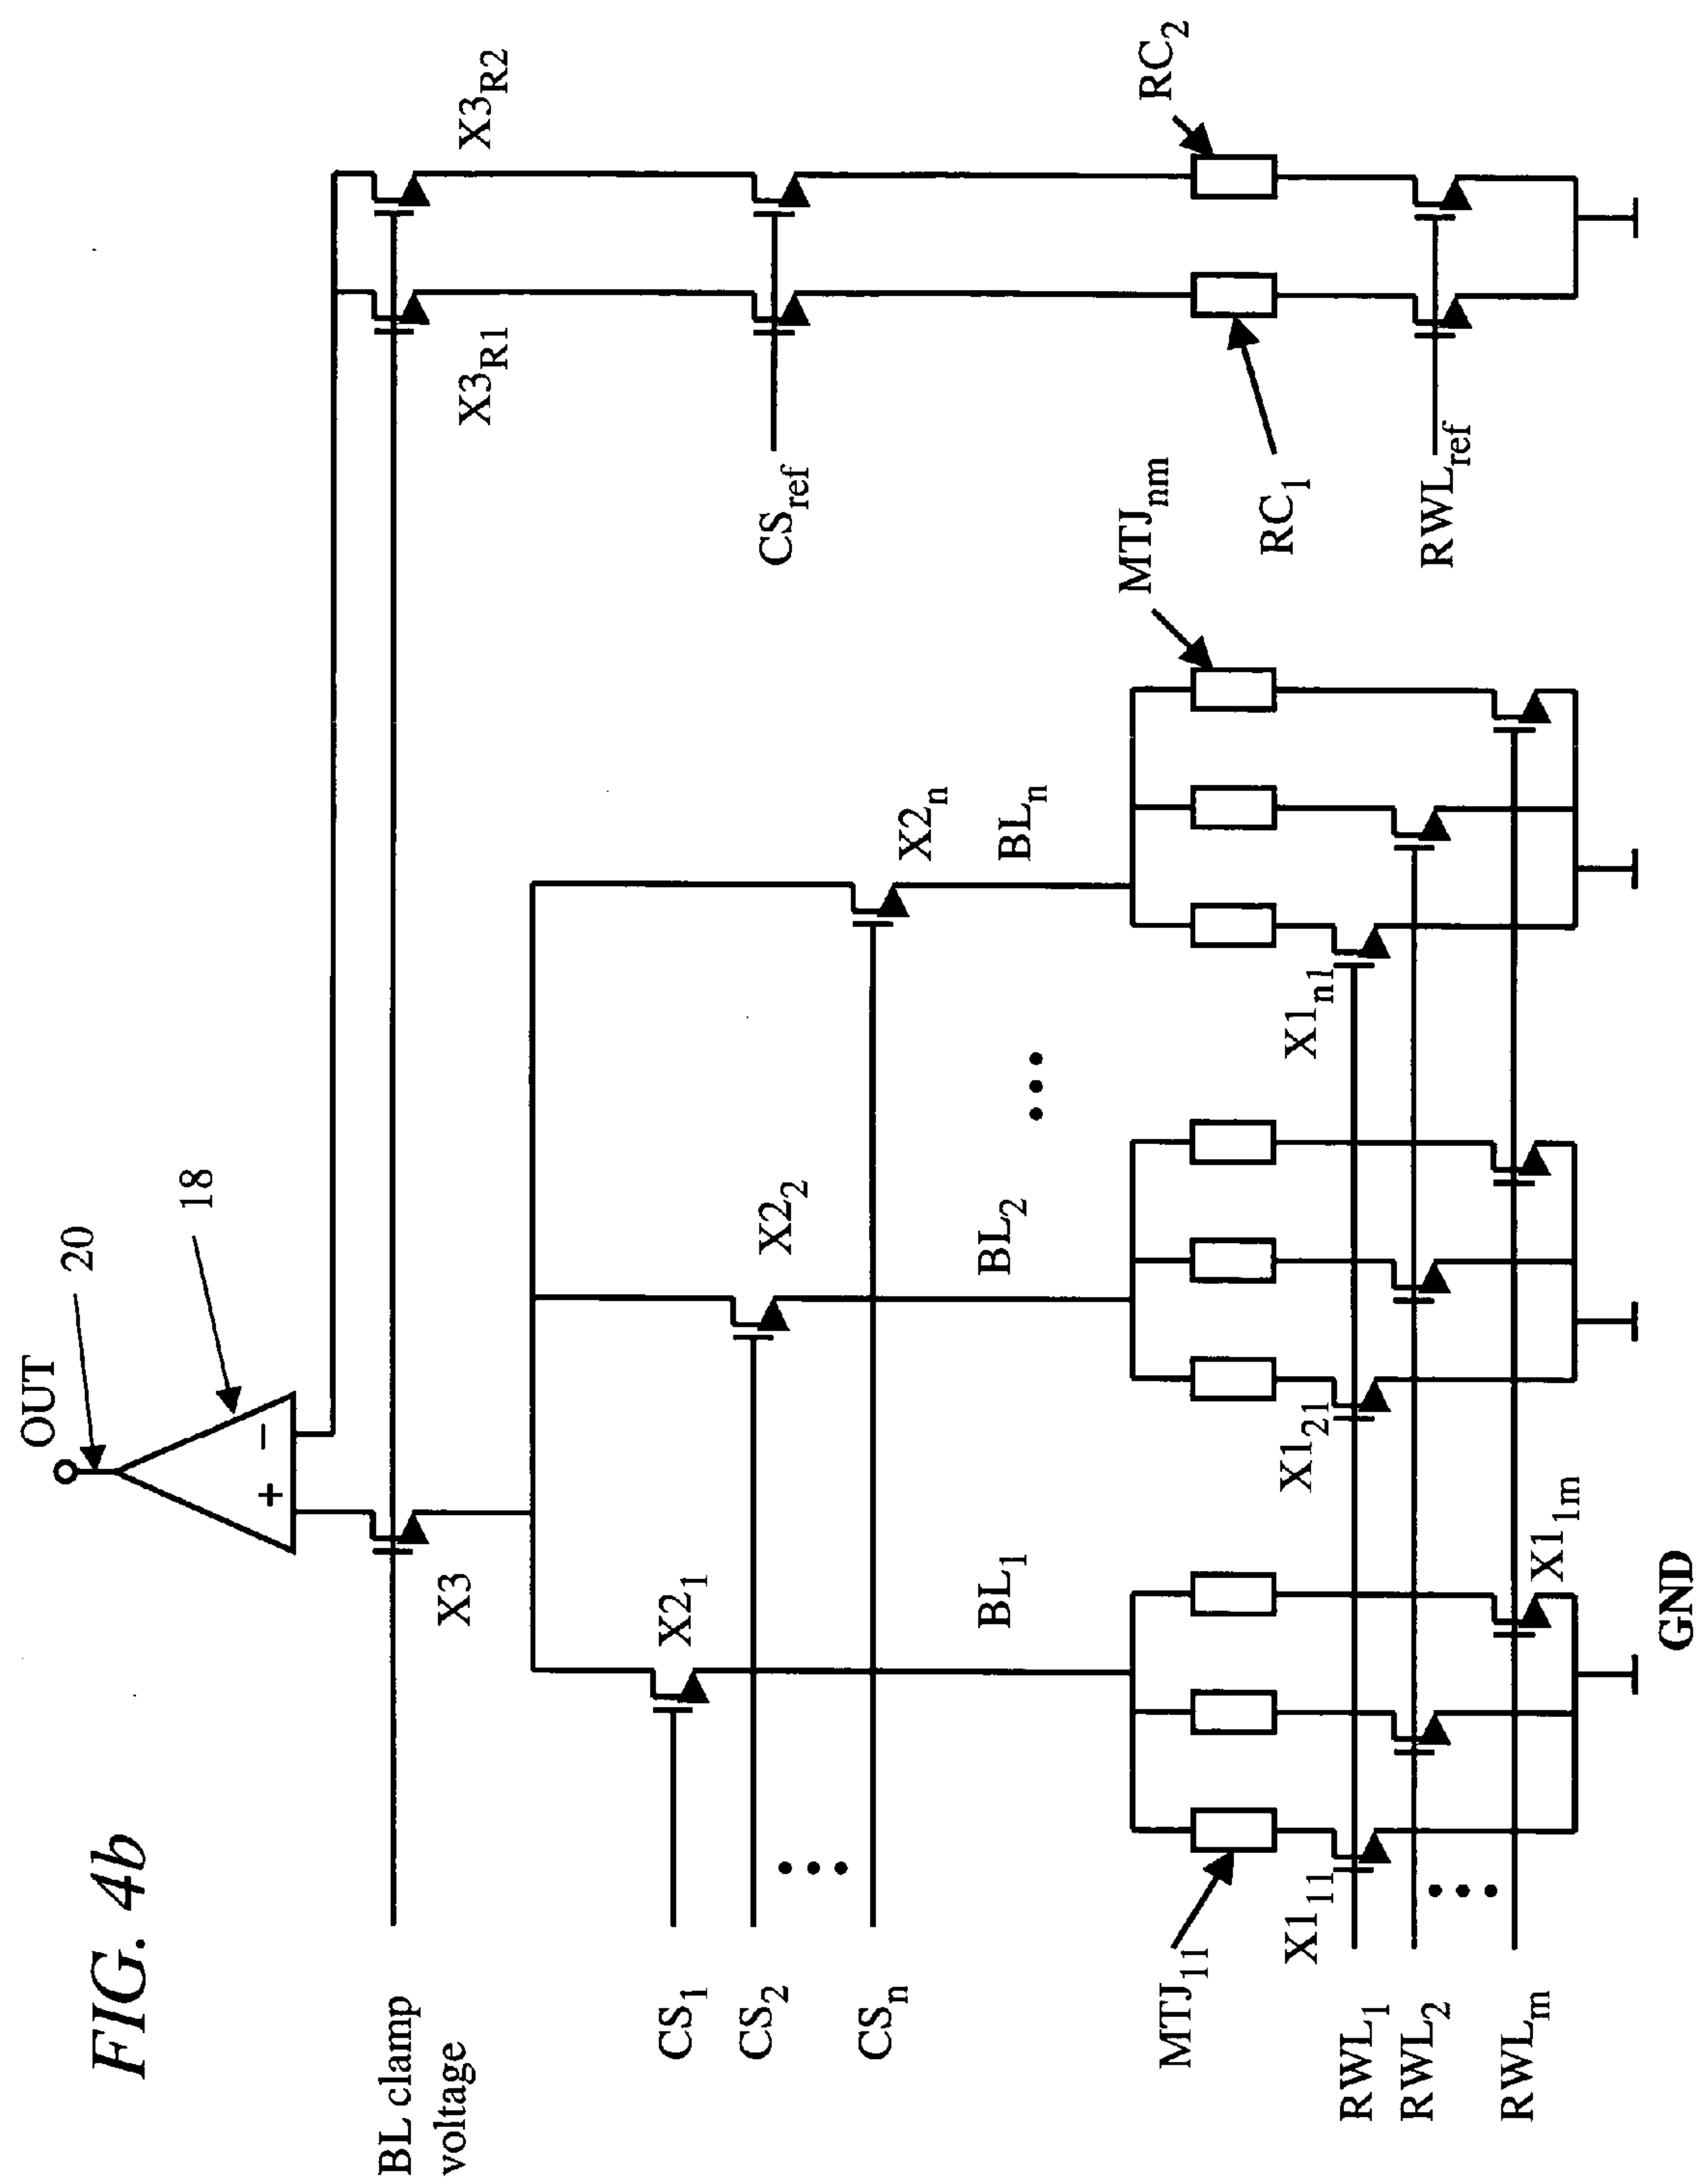 FIG. 4b
OUT
20
18
+
−
BL clamp
voltage
X3
X3R1
X3R2
CS1
CS2
CSn
X21
X22
X2n
CSref
BL1
BL2
BLn
MTJ11
MTJnm
RC1
RC2
X111
X121
X1n1
X11m
RWL1
RWL2
RWLm
RWLref
GND